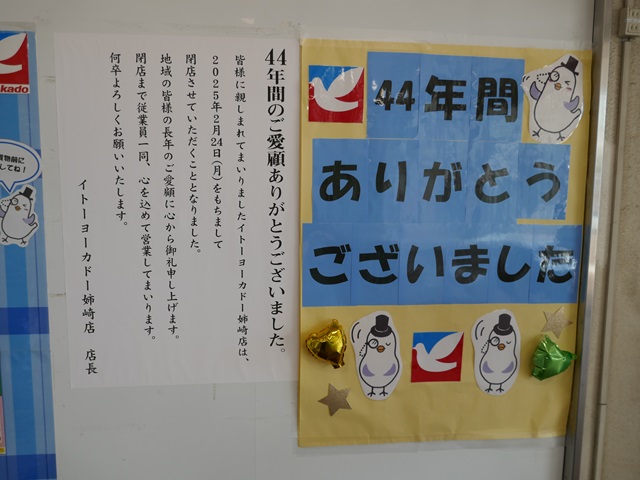 44年間のご愛顧ありがとうございました。
皆様に親しまれてまいりましたイトーヨーカドー姉崎店は、
2025年2月24日(月)をもちまして
閉店させていただくこととなりました。
地域の皆様の長年のご愛顧に心から御礼申し上げます。
閉店まで従業員一同、心を込めて営業してまいります。
何卒よろしくお願いいたします。
イトーヨーカドー姉崎店 店長
44年間
ありがとう
ございました
kado